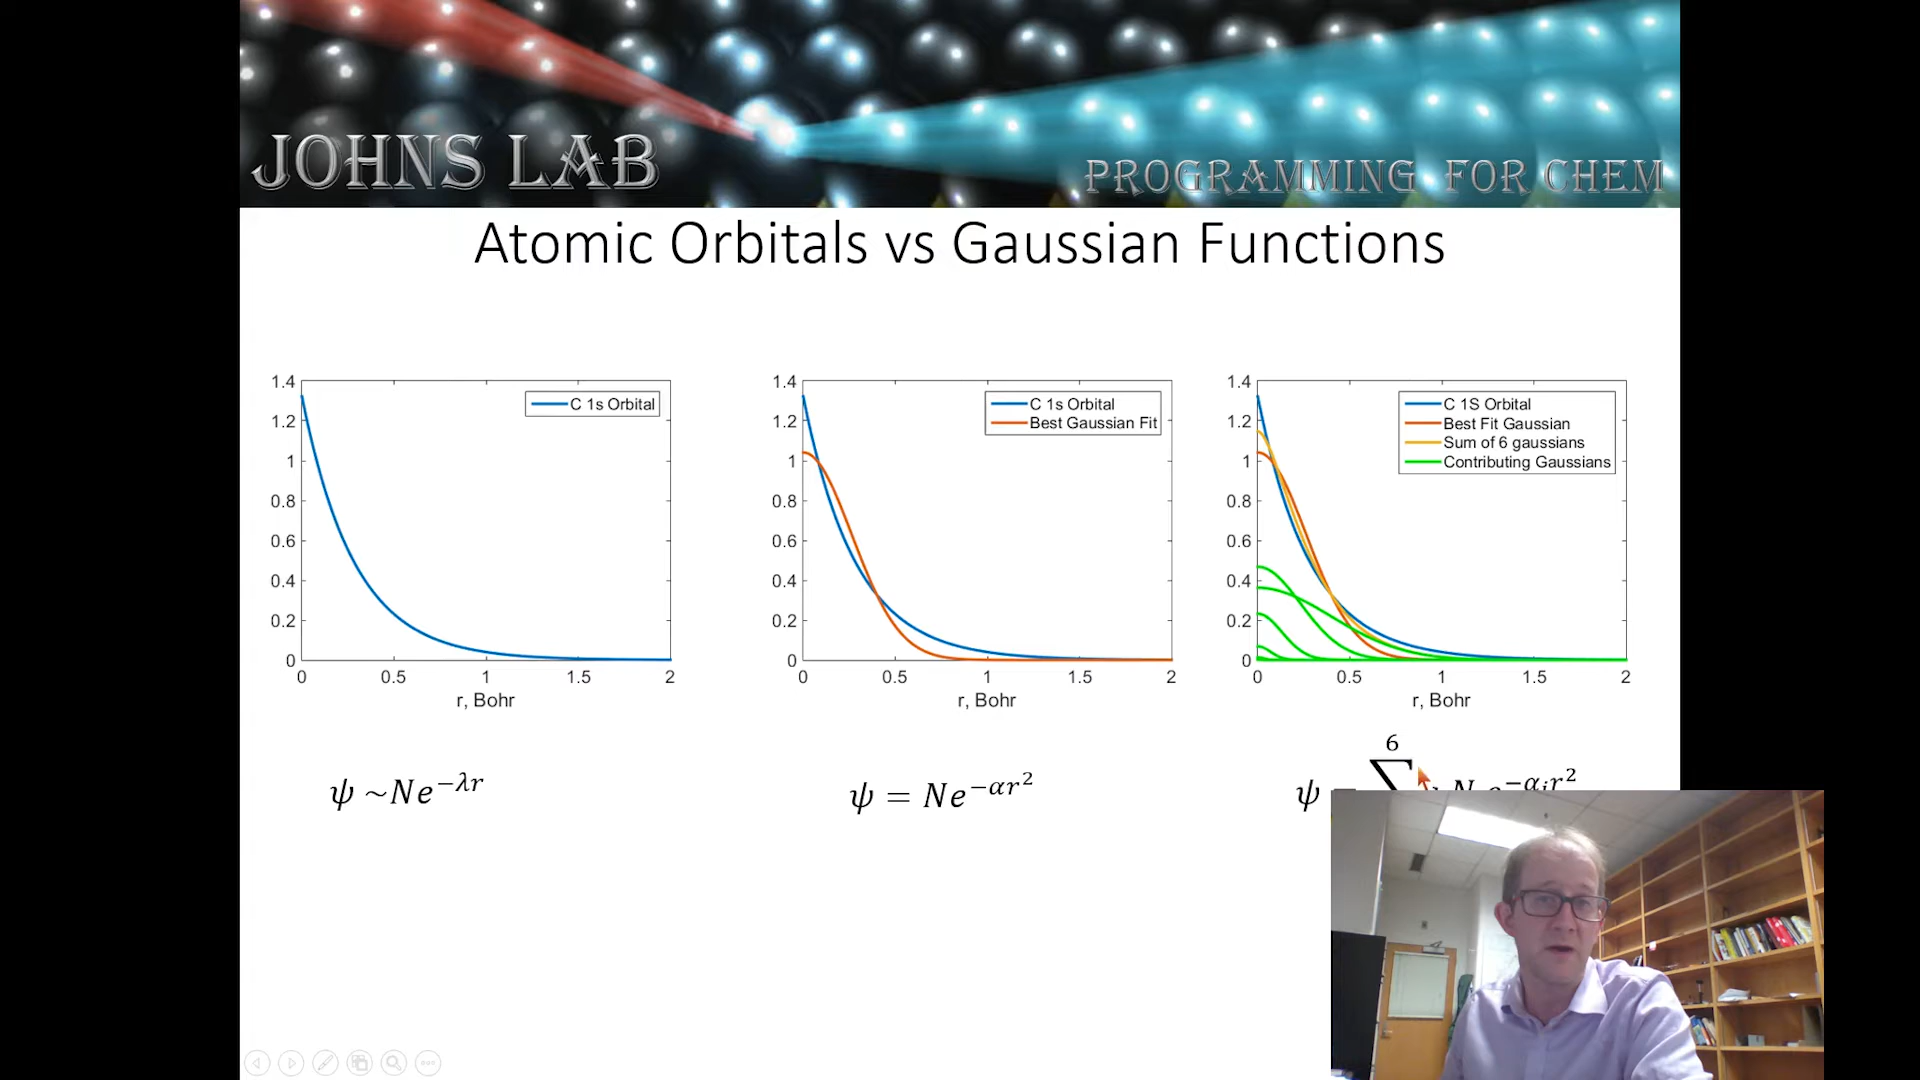 JOHNS LAB
PROGRAMMING FOR CHEM
Atomic Orbitals vs Gaussian Functions
1.4
1.2
1
0.8
0.6
0.4
0.2
0
0 0.5 1 1.5 2
r, Bohr
C 1s Orbital
ψ ~Ne^{−λr}
1.4
1.2
1
0.8
0.6
0.4
0.2
0
0 0.5 1 1.5 2
r, Bohr
C 1s Orbital
Best Gaussian Fit
ψ = Ne^{−αr²}
1.4
1.2
1
0.8
0.6
0.4
0.2
0
0 0.5 1 1.5 2
r, Bohr
C 1S Orbital
Best Fit Gaussian
Sum of 6 gaussians
Contributing Gaussians
6
ψ = ∑ N e^{−αᵢr²}